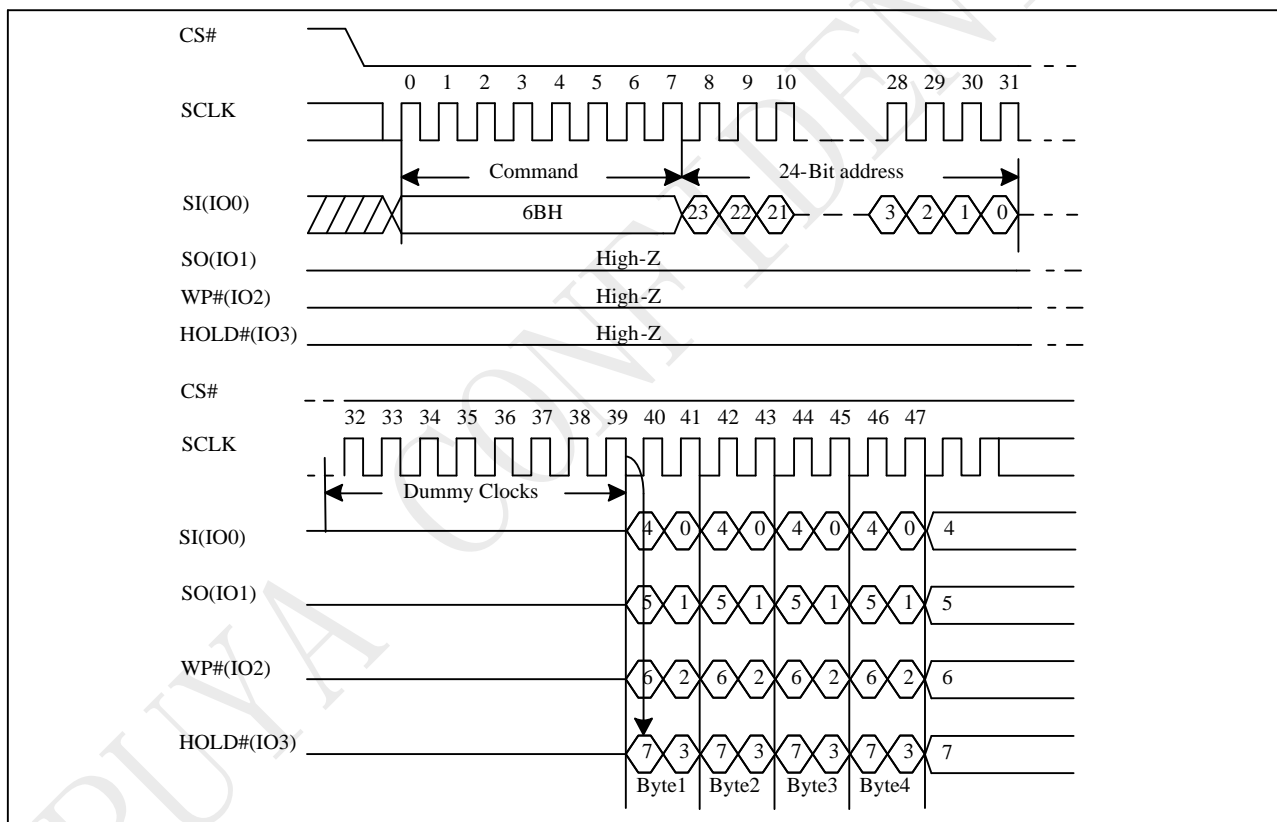 CS#
0 1 2 3 4 5 6 7 8 9 10 28 29 30 31
SCLK
Command 24-Bit address
SI(IO0) 6BH 23 22 21 3 2 1 0
SO(IO1) High-Z
WP#(IO2) High-Z
HOLD#(IO3) High-Z
CS#
32 33 34 35 36 37 38 39 40 41 42 43 44 45 46 47
SCLK
Dummy Clocks
SI(IO0) 4 0 4 0 4 0 4 0 4
SO(IO1) 5 1 5 1 5 1 5 1 5
WP#(IO2) 6 2 6 2 6 2 6 2 6
HOLD#(IO3) 7 3 7 3 7 3 7 3 7
Byte1 Byte2 Byte3 Byte4
PUYA CONFIDEN